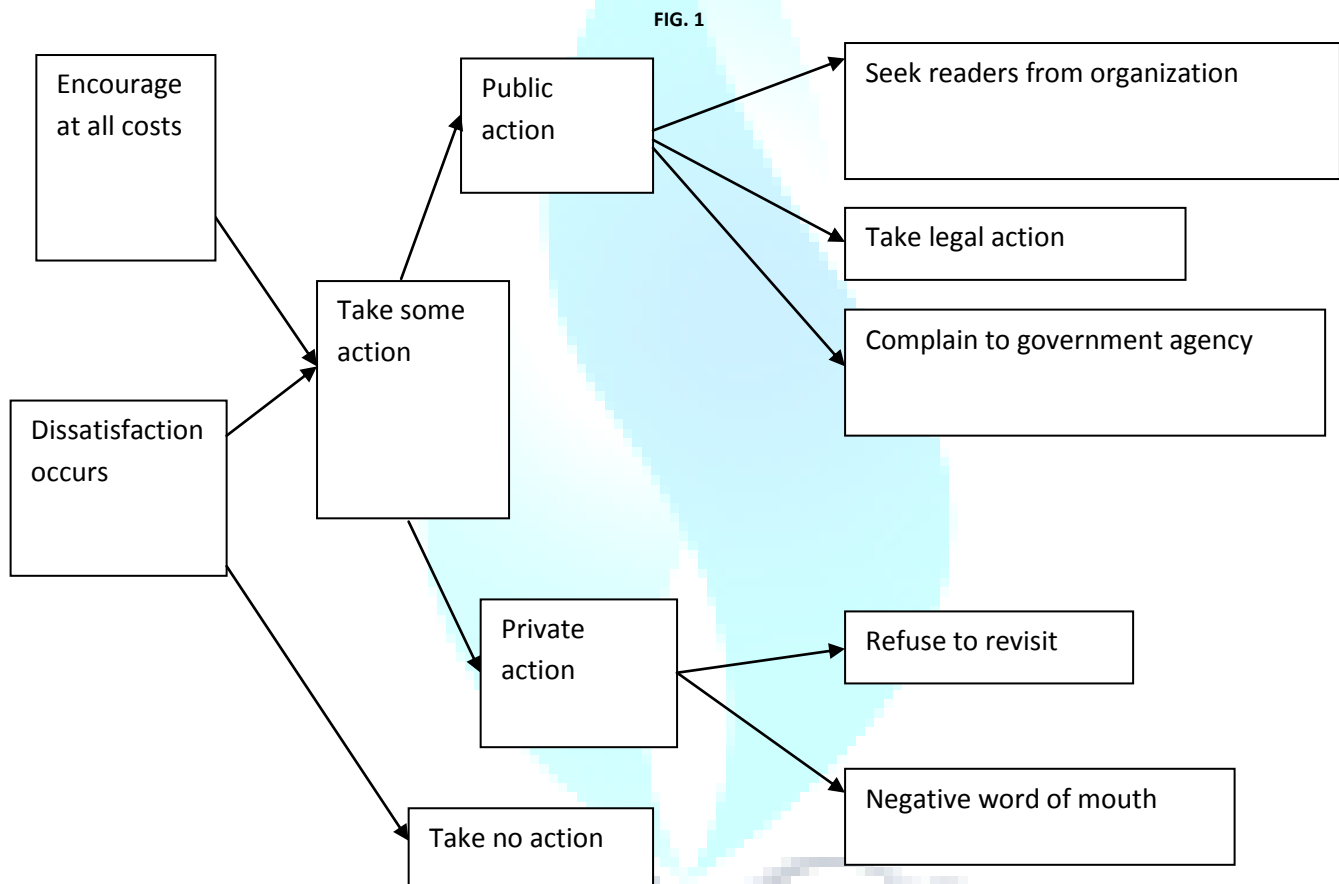 FIG. 1
Encourage
at all costs
Public
action
Seek readers from organization
Take legal action
Take some
action
Complain to government agency
Dissatisfaction
occurs
Private
action
Refuse to revisit
Negative word of mouth
Take no action